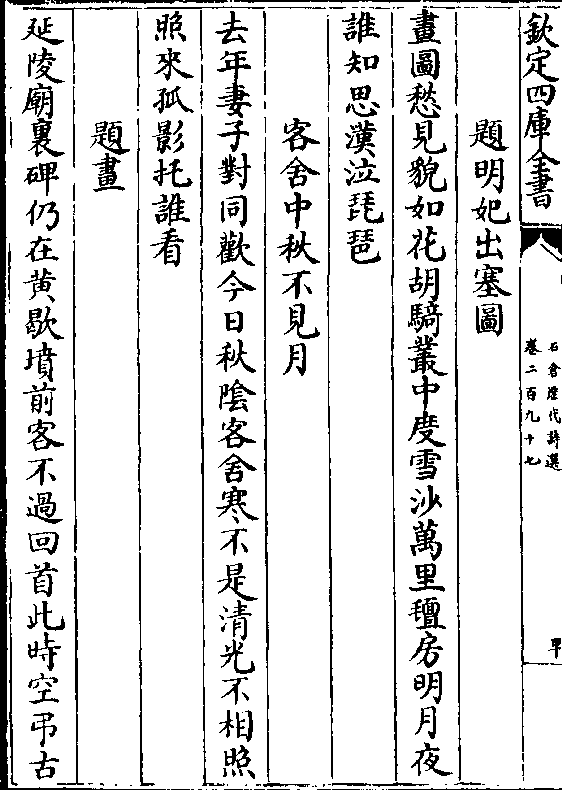 欽定四庫全書
石倉歴代詩選
卷二百九十七
題明妃出塞圖
畫圖愁見貌如花胡騎叢中度雪沙萬里氊房明月夜
誰知思漢泣琵琶
客舍中秋不見月
去年妻子對同歡今日秋陰客舍寒不是清光不相照
照來孤影托誰看
題畫
延陵廟裏碑仍在黄歇墳前客不過回首此時空弔古